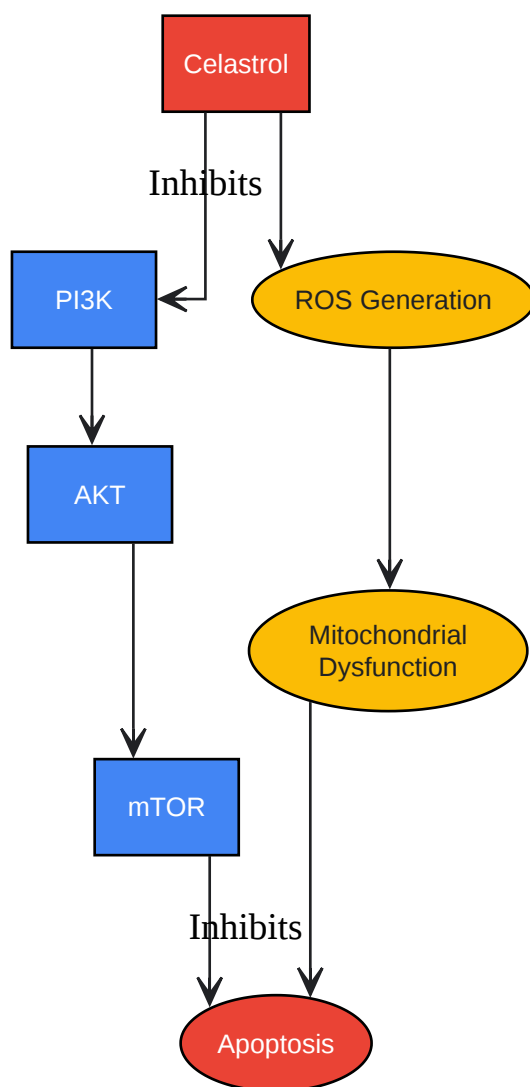 Celastrol
Inhibits
PI3K
ROS Generation
AKT
Mitochondrial
Dysfunction
mTOR
Inhibits
Apoptosis